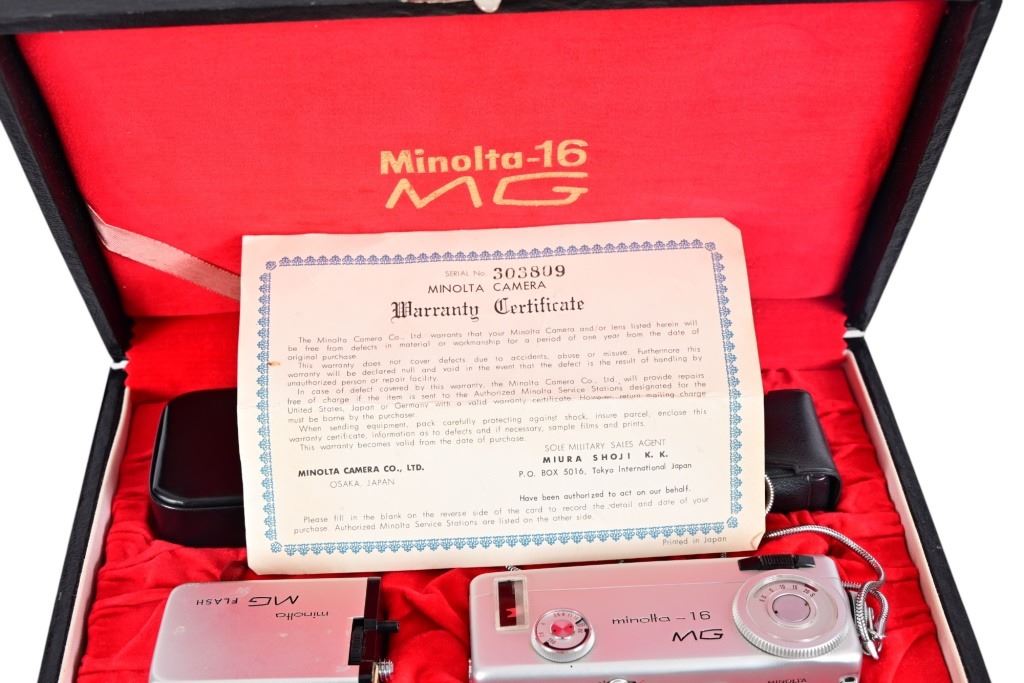 Minolta-16
MG
SERIAL No. 303809
MINOLTA CAMERA
Warranty Certificate
The Minolta Camera Co., Ltd. warrants that your Minolta Camera and/or lens listed herein will
be free from defects in material or workmanship for a period of one year from the date of
original purchase.
This warranty does not cover defects due to accidents, abuse or misuse. Furthermore this
warranty will be declared null and void in the event that the defect is the result of handling by
unauthorized person or repair facility.
In case of defect covered by this warranty, the Minolta Camera Co., Ltd., will provide repairs
free of charge if the item is sent to the Authorized Minolta Service Stations designated for the
United States, Japan or Germany with a valid warranty certificate. However return mailing charge
must be borne by the purchaser.
When sending equipment, pack carefully protecting against shock, insure parcel, enclose this
warranty certificate, information as to defects and if necessary, sample films and prints.
This warranty becomes valid from the date of purchase.
MINOLTA CAMERA CO., LTD.
OSAKA, JAPAN
SOLE MILITARY SALES AGENT
MIURA SHOJI K. K.
P. O. BOX 5016, Tokyo International Japan
Have been authorized to act on our behalf.
Please fill in the blank on the reverse side of the card to record the detail and date of your
purchase. Authorized Minolta Service Stations are listed on the other side.
Printed in Japan
minolta
MG FLASH
minolta - 16
MG
MINOLTA